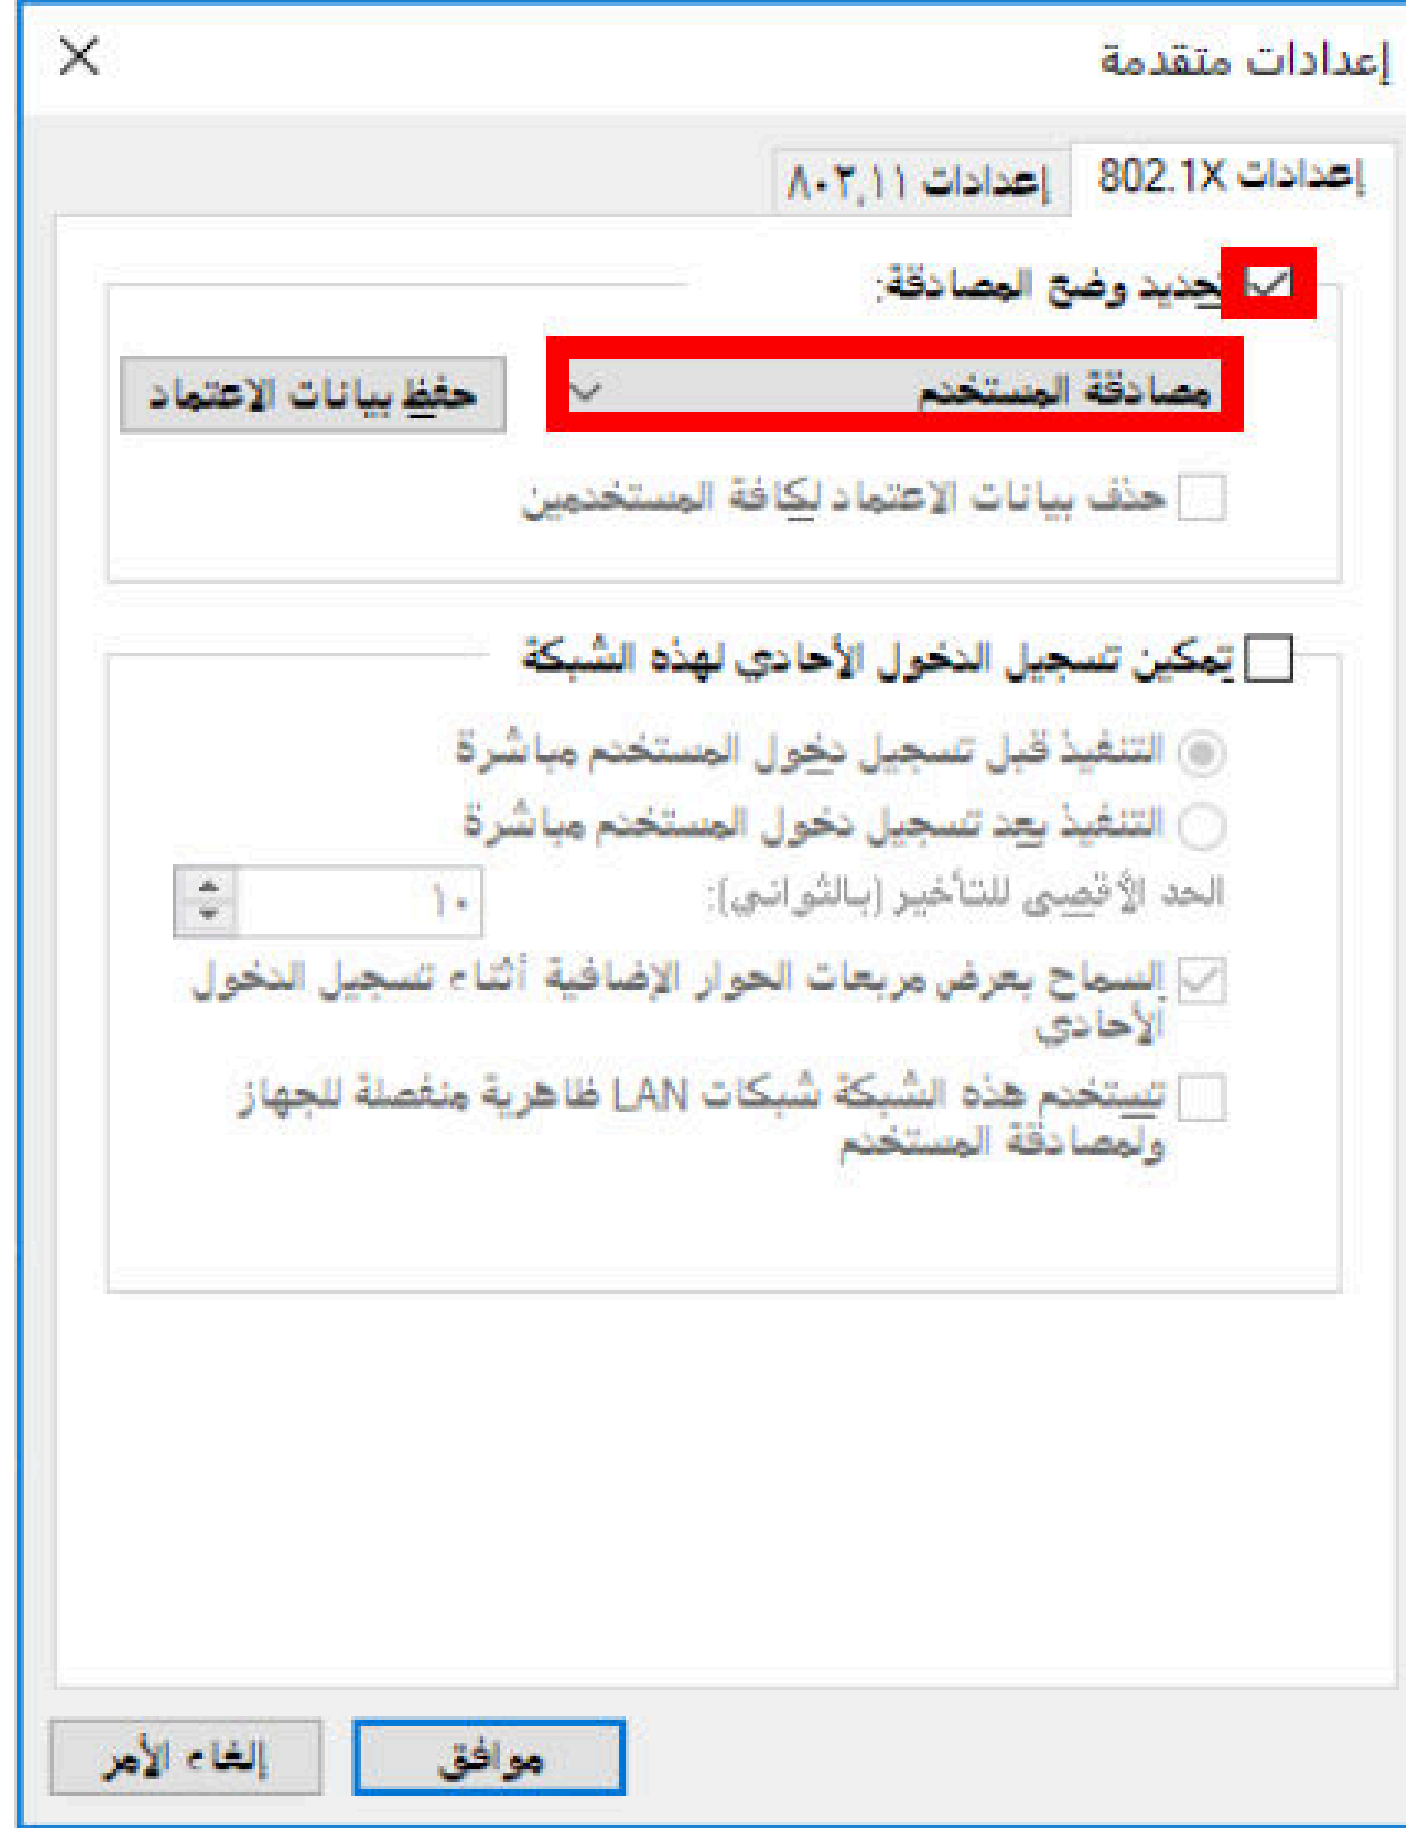 إعدادات متقدمة
إعدادات 802.1X
إعدادات ٨٠٢,١١
تحديد وضع المصادقة:
مصادقة المستخدم
حفظ بيانات الاعتماد
حذف بيانات الاعتماد لكافة المستخدمين
تمكين تسجيل الدخول الأحادي لهذه الشبكة
التنفيذ قبل تسجيل دخول المستخدم مباشرة
التنفيذ بعد تسجيل دخول المستخدم مباشرة
الحد الأقصى للتأخير (بالثواني):
١٠
السماح بعرض مربعات الحوار الإضافية أثناء تسجيل الدخول
الأحادي
تستخدم هذه الشبكة شبكات LAN ظاهرية منفصلة للجهاز
ولمصادقة المستخدم
موافق
إلغاء الأمر